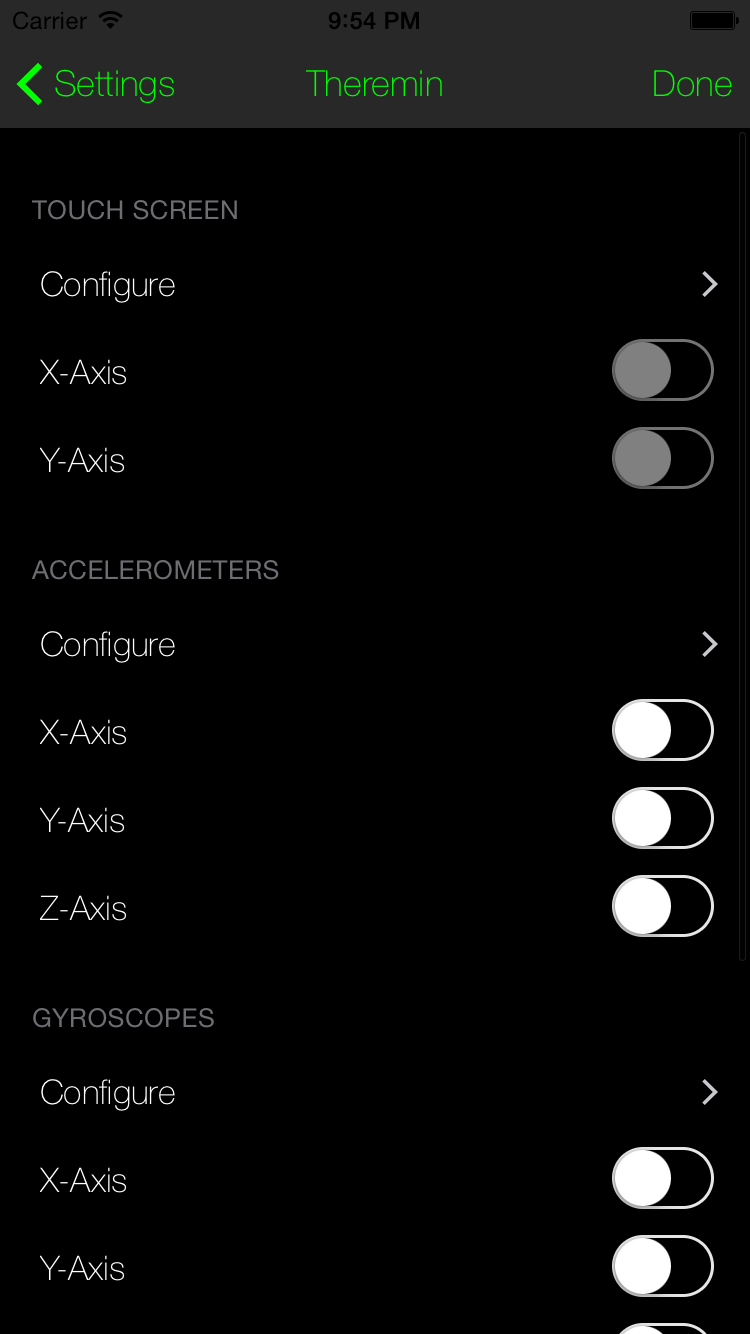 Carrier 9:54 PM
Settings Theremin Done
TOUCH SCREEN
Configure
X-Axis
Y-Axis
ACCELEROMETERS
Configure
X-Axis
Y-Axis
Z-Axis
GYROSCOPES
Configure
X-Axis
Y-Axis